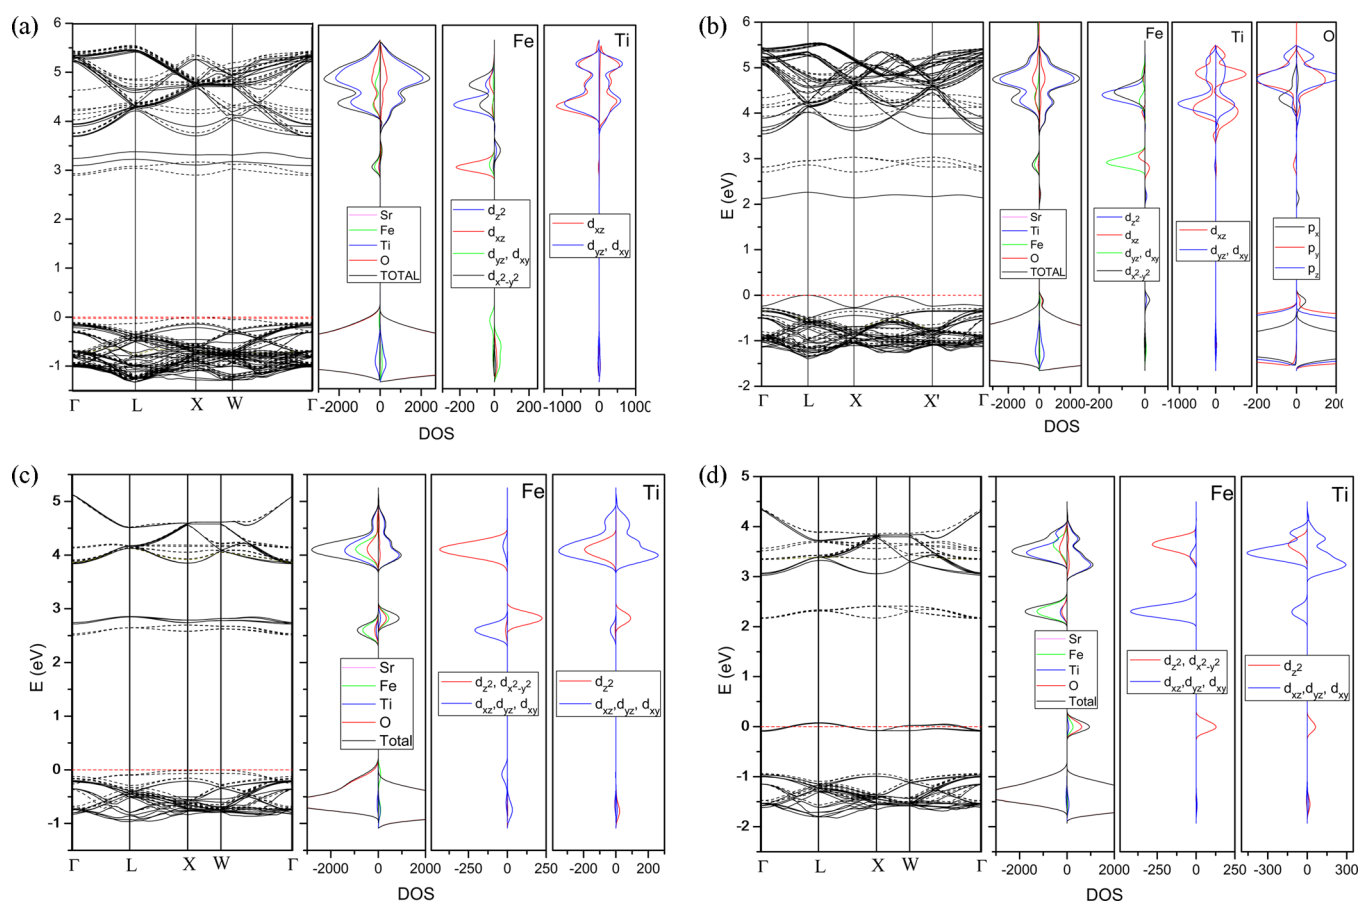 (a)
6
5
4
3
2
1
0
-1
E (eV)
Γ
L
X
W
Γ
Sr
Fe
Ti
O
TOTAL
-2000
0
2000
DOS
Fe
d_z²
d_xz
d_yz, d_xy
d_x²-y²
-200
0
200
Ti
d_xz
d_yz, d_xy
-1000
0
1000
(b)
6
5
4
3
2
1
0
-1
-2
E (eV)
Γ
L
X
X'
Γ
Sr
Ti
Fe
O
TOTAL
-2000
0
2000
DOS
Fe
d_z²
d_xz
d_yz, d_xy
d_x²-y²
-200
0
Ti
d_xz
d_yz, d_xy
-1000
0
O
p_x
p_y
p_z
-200
0
200
(c)
5
4
3
2
1
0
-1
E (eV)
Γ
L
X
W
Γ
Sr
Fe
Ti
O
Total
-2000
0
2000
DOS
Fe
d_z², d_x²-y²
d_xz,d_yz, d_xy
-250
0
250
Ti
d_z²
d_xz,d_yz, d_xy
-200
0
200
(d)
5
4
3
2
1
0
-1
-2
E (eV)
Γ
L
X
W
Γ
Sr
Fe
Ti
O
Total
-2000
0
2000
DOS
Fe
d_z², d_x²-y²
d_xz,d_yz, d_xy
-250
0
250
Ti
d_z²
d_xz,d_yz, d_xy
-300
0
300